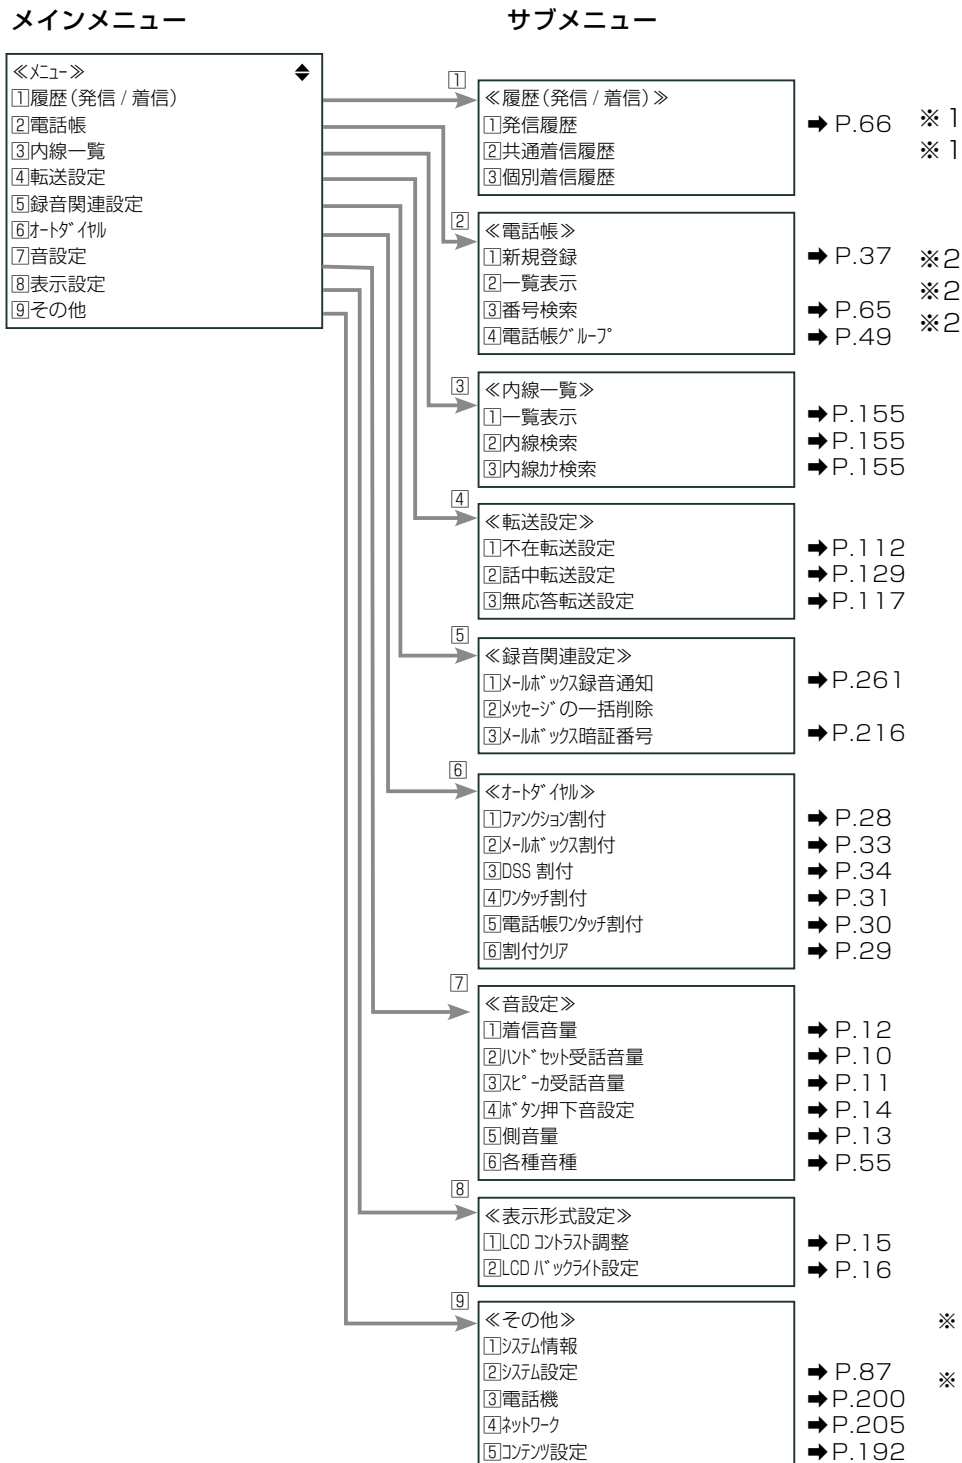 メインメニュー
サブメニュー
≪ﾒﾆｭｰ≫ ◆
1履歴(発信 / 着信)
2電話帳
3内線一覧
4転送設定
5録音関連設定
6ｵｰﾄﾀﾞｲﾔﾙ
7音設定
8表示設定
9その他
1
≪履歴(発信 / 着信)≫
1発信履歴 ➡ P.66 ※1
2共通着信履歴 ※1
3個別着信履歴
2
≪電話帳≫
1新規登録 ➡ P.37 ※2
2一覧表示 ※2
3番号検索 ➡ P.65 ※2
4電話帳ｸﾞﾙｰﾌﾟ ➡ P.49
3
≪内線一覧≫
1一覧表示 ➡P.155
2内線検索 ➡P.155
3内線ｶﾅ検索 ➡P.155
4
≪転送設定≫
1不在転送設定 ➡P.112
2話中転送設定 ➡P.129
3無応答転送設定 ➡P.117
5
≪録音関連設定≫
1ﾒｰﾙﾎﾞｯｸｽ録音通知 ➡P.261
2ﾒｯｾｰｼﾞの一括削除
3ﾒｰﾙﾎﾞｯｸｽ暗証番号 ➡P.216
6
≪ｵｰﾄﾀﾞｲﾔﾙ≫
1ﾌｧﾝｸｼｮﾝ割付 ➡ P.28
2ﾒｰﾙﾎﾞｯｸｽ割付 ➡ P.33
3DSS 割付 ➡ P.34
4ﾜﾝﾀｯﾁ割付 ➡ P.31
5電話帳ﾜﾝﾀｯﾁ割付 ➡ P.30
6割付ｸﾘｱ ➡ P.29
7
≪音設定≫
1着信音量 ➡ P.12
2ﾊﾝﾄﾞｾｯﾄ受話音量 ➡ P.10
3ｽﾋﾟｰｶ受話音量 ➡ P.11
4ﾎﾞﾀﾝ押下音設定 ➡ P.14
5側音量 ➡ P.13
6各種音種 ➡ P.55
8
≪表示形式設定≫
1LCD ｺﾝﾄﾗｽﾄ調整 ➡ P.15
2LCD ﾊﾞｯｸﾗｲﾄ設定 ➡ P.16
9
≪その他≫ ※
1ｼｽﾃﾑ情報
2ｼｽﾃﾑ設定 ➡ P.87 ※
3電話機 ➡P.200
4ﾈｯﾄﾜｰｸ ➡P.205
5ｺﾝﾃﾝﾂ設定 ➡P.192